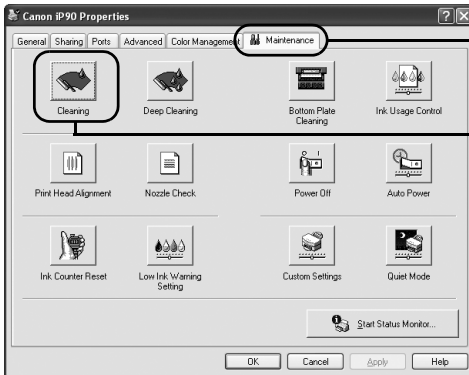 Canon iP90 Properties
General Sharing Ports Advanced Color Management Maintenance
Cleaning Deep Cleaning Bottom Plate Cleaning Ink Usage Control
Print Head Alignment Nozzle Check Power Off Auto Power
Ink Counter Reset Low Ink Warning Setting Custom Settings Quiet Mode
Start Status Monitor...
OK Cancel Apply Help